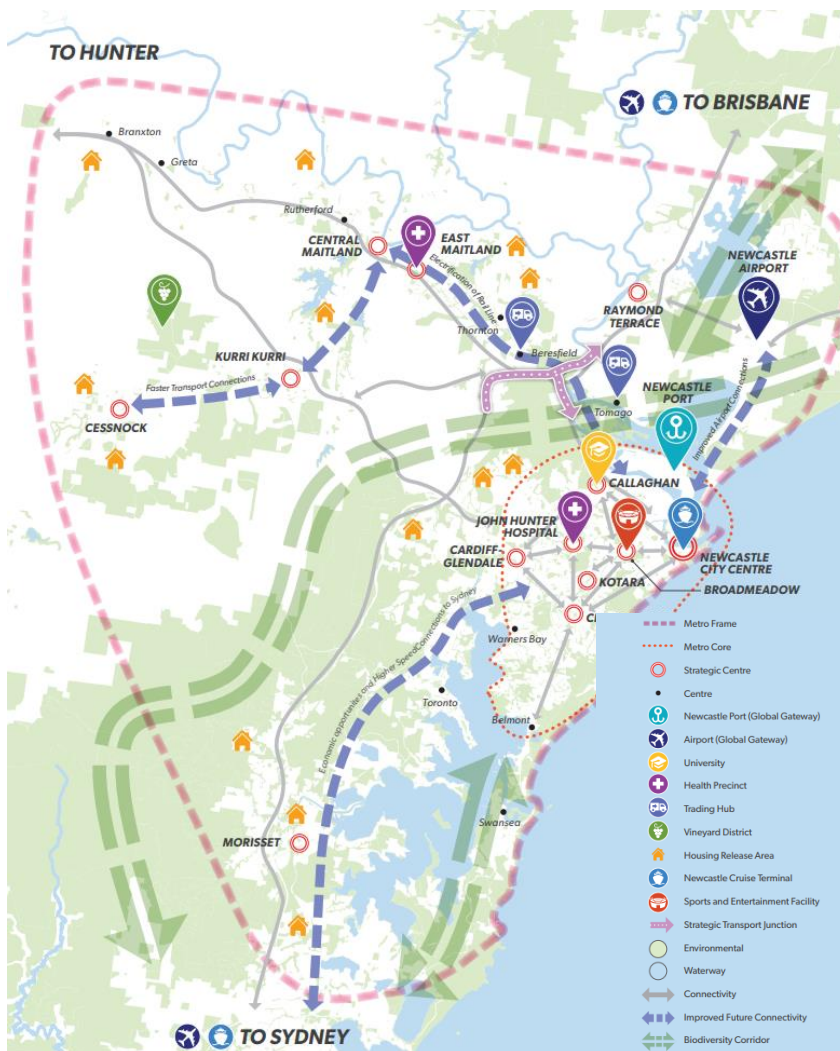 TO HUNTER
TO BRISBANE
Branxton
Greta
Rutherford
CENTRAL
MAITLAND
EAST
MAITLAND
Electrification of Rail Line
NEWCASTLE
AIRPORT
RAYMOND
TERRACE
Thornton
Beresfield
KURRI KURRI
Faster Transport Connections
CESSNOCK
Tomago
NEWCASTLE
PORT
Improved Airport Connections
CALLAGHAN
JOHN HUNTER
HOSPITAL
CARDIFF-
GLENDALE
NEWCASTLE
CITY CENTRE
KOTARA
BROADMEADOW
Economic opportunites and Higher Speed Connections to Sydney
Warners Bay
Toronto
Belmont
Swansea
MORISSET
TO SYDNEY
Metro Frame
Metro Core
Strategic Centre
Centre
Newcastle Port (Global Gateway)
Airport (Global Gateway)
University
Health Precinct
Trading Hub
Vineyard District
Housing Release Area
Newcastle Cruise Terminal
Sports and Entertainment Facility
Strategic Transport Junction
Environmental
Waterway
Connectivity
Improved Future Connectivity
Biodiversity Corridor